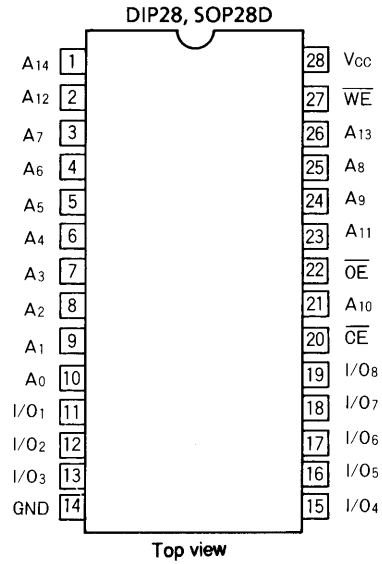 DIP28, SOP28D
A14 1 28 Vcc
A12 2 27 W̅E̅
A7 3 26 A13
A6 4 25 A8
A5 5 24 A9
A4 6 23 A11
A3 7 22 O̅E̅
A2 8 21 A10
A1 9 20 C̅E̅
A0 10 19 I/O8
I/O1 11 18 I/O7
I/O2 12 17 I/O6
I/O3 13 16 I/O5
GND 14 15 I/O4
Top view